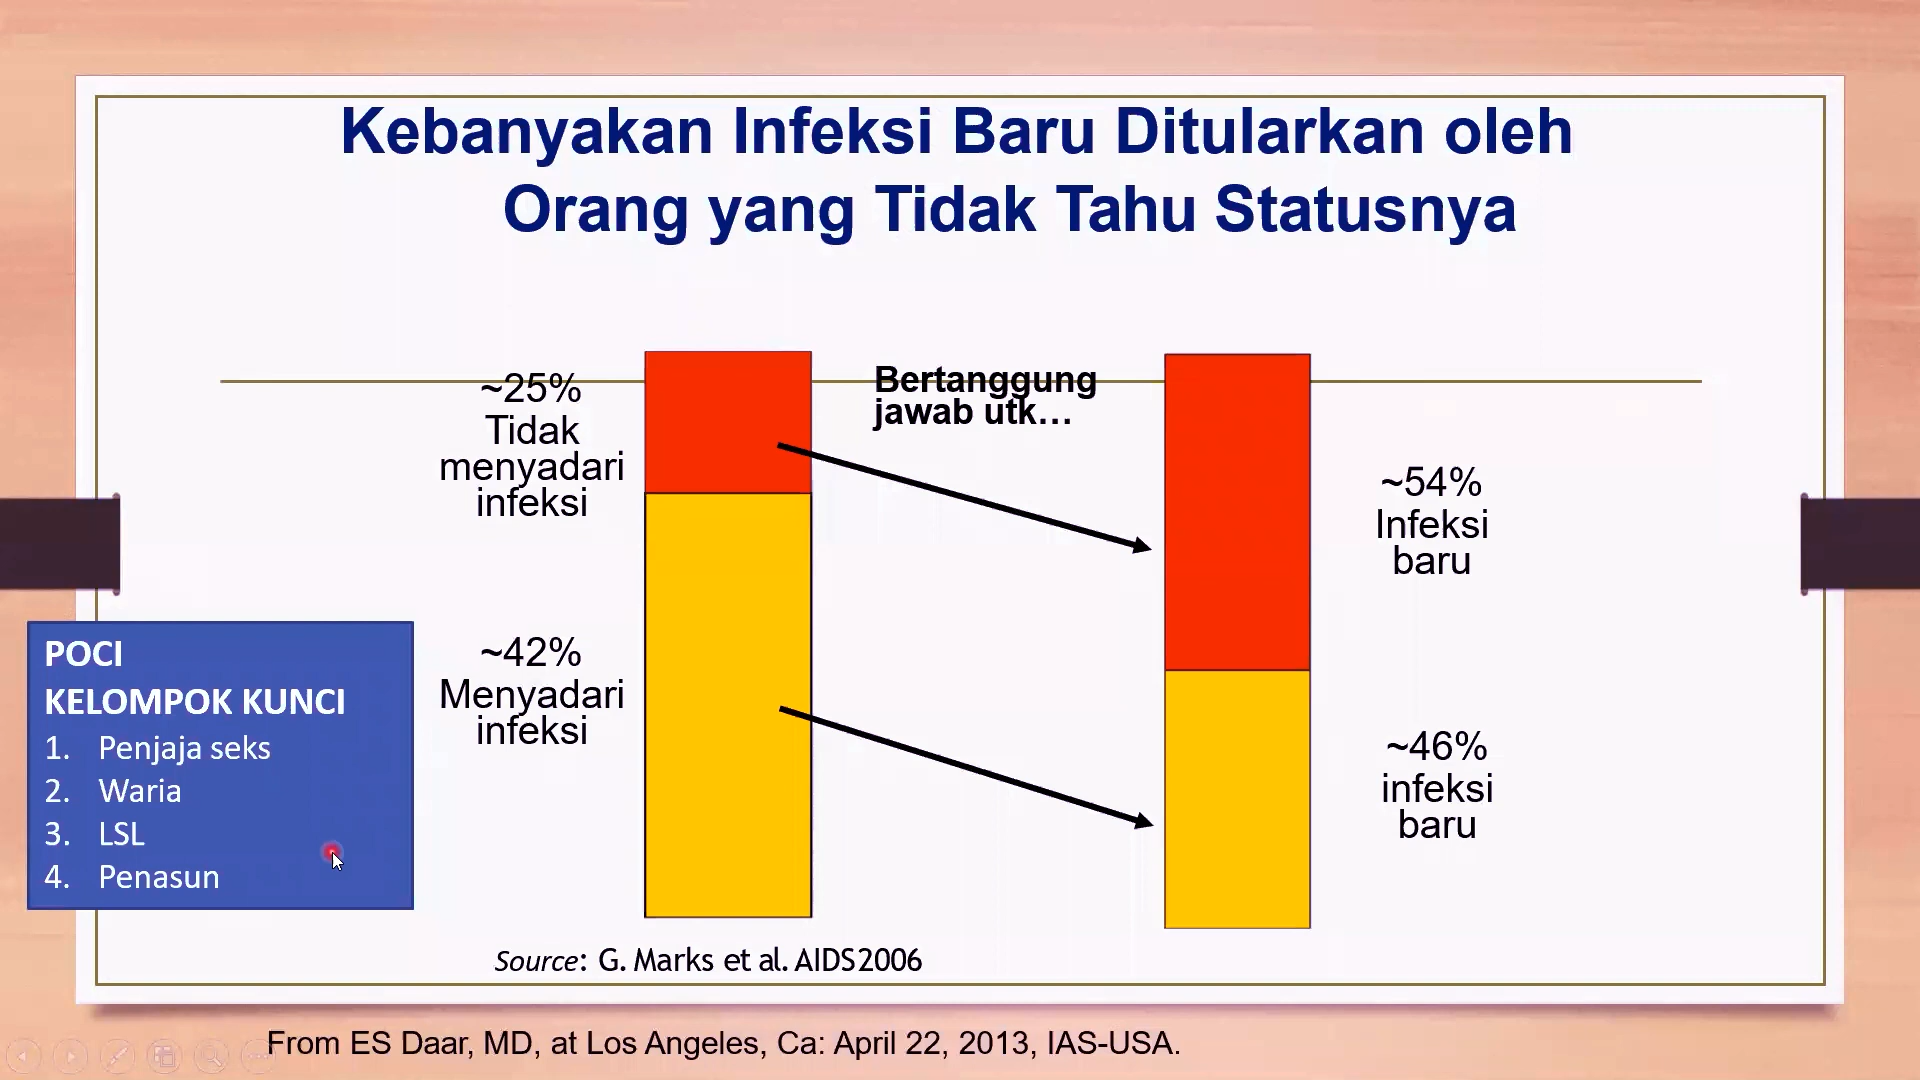 Kebanyakan Infeksi Baru Ditularkan oleh
Orang yang Tidak Tahu Statusnya
~25%
Tidak
menyadari
infeksi
Bertanggung
jawab utk...
~54%
Infeksi
baru
~42%
Menyadari
infeksi
~46%
infeksi
baru
POCI
KELOMPOK KUNCI
1. Penjaja seks
2. Waria
3. LSL
4. Penasun
Source: G. Marks et al. AIDS2006
From ES Daar, MD, at Los Angeles, Ca: April 22, 2013, IAS-USA.